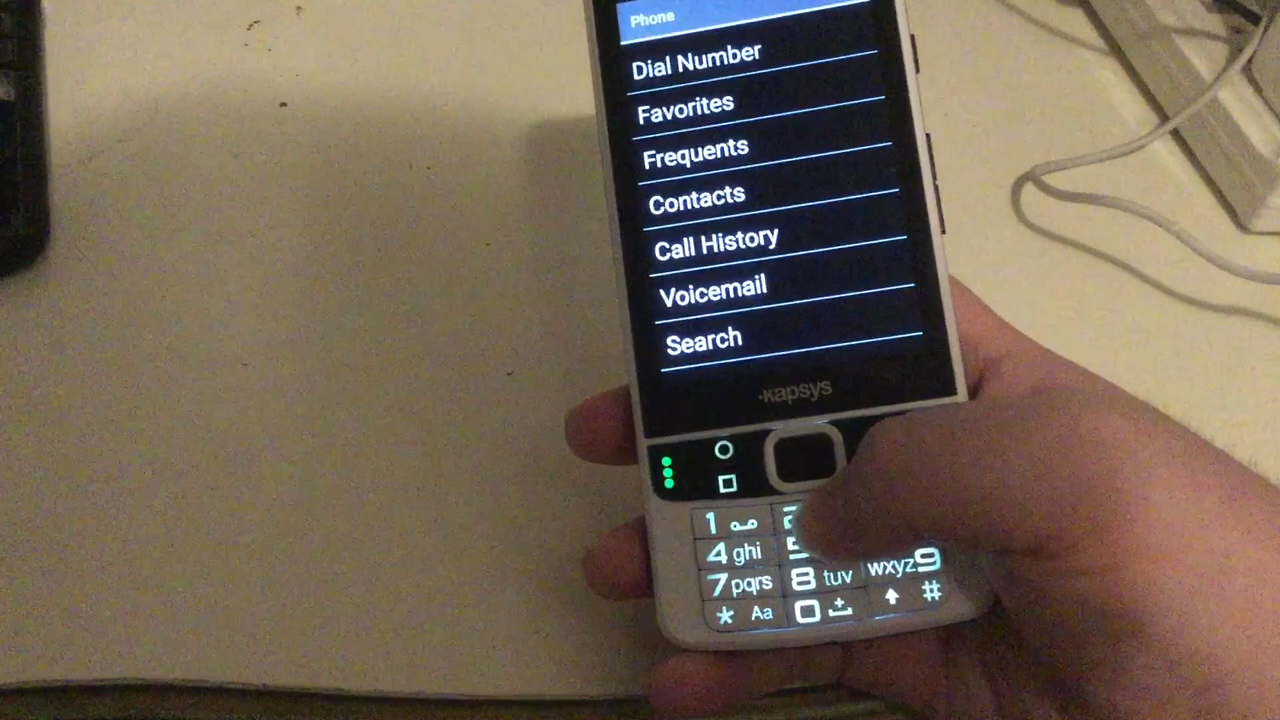 Phone
Dial Number
Favorites
Frequents
Contacts
Call History
Voicemail
Search
kapsys
1
4 ghi
7 pqrs 8 tuv wxyz 9
* Aa 0 #